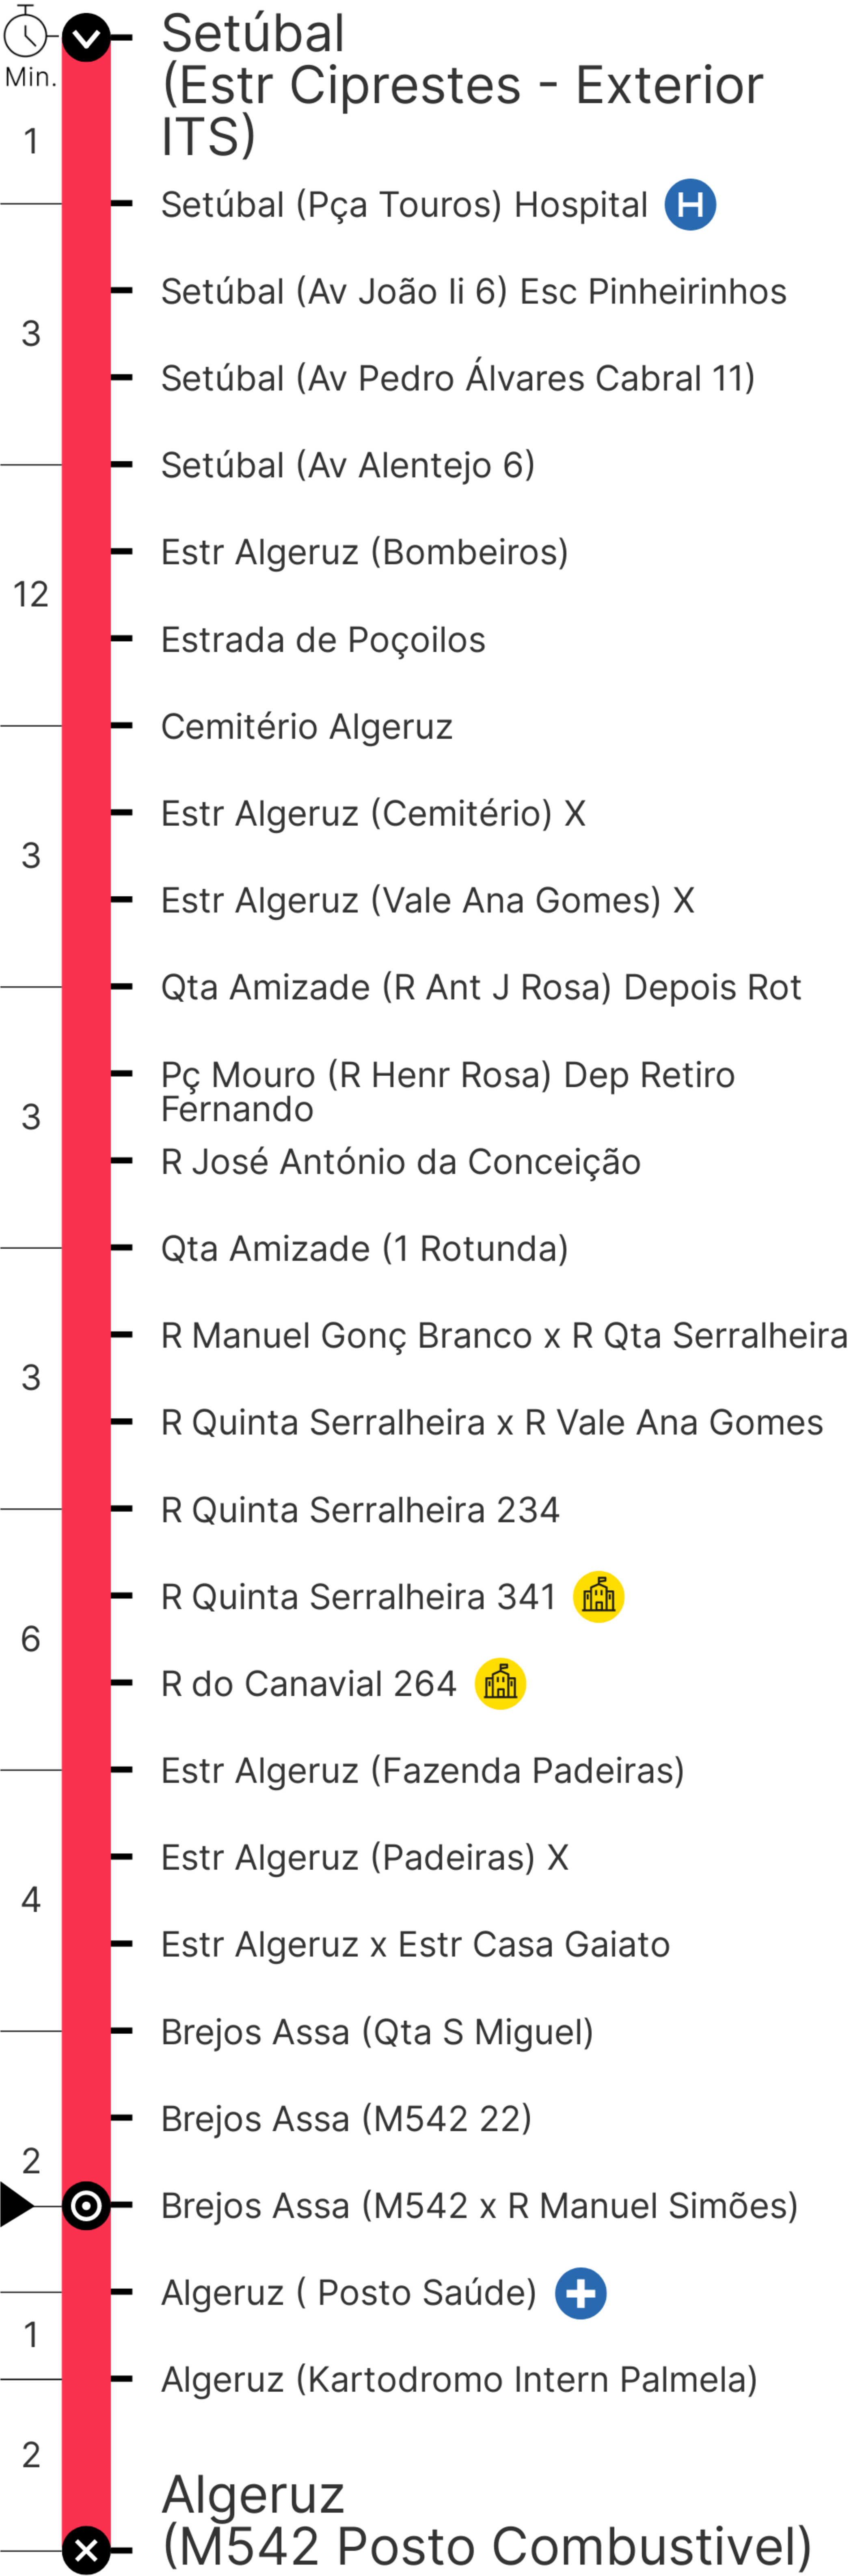 Min.
Setúbal
(Estr Ciprestes - Exterior
ITS)
1
Setúbal (Pça Touros) Hospital H
Setúbal (Av João Ii 6) Esc Pinheirinhos
3
Setúbal (Av Pedro Álvares Cabral 11)
Setúbal (Av Alentejo 6)
Estr Algeruz (Bombeiros)
12
Estrada de Poçoilos
Cemitério Algeruz
Estr Algeruz (Cemitério) X
3
Estr Algeruz (Vale Ana Gomes) X
Qta Amizade (R Ant J Rosa) Depois Rot
Pç Mouro (R Henr Rosa) Dep Retiro
Fernando
3
R José António da Conceição
Qta Amizade (1 Rotunda)
R Manuel Gonç Branco x R Qta Serralheira
3
R Quinta Serralheira x R Vale Ana Gomes
R Quinta Serralheira 234
R Quinta Serralheira 341
6
R do Canavial 264
Estr Algeruz (Fazenda Padeiras)
Estr Algeruz (Padeiras) X
4
Estr Algeruz x Estr Casa Gaiato
Brejos Assa (Qta S Miguel)
Brejos Assa (M542 22)
2
Brejos Assa (M542 x R Manuel Simões)
Algeruz ( Posto Saúde)
1
Algeruz (Kartodromo Intern Palmela)
2
Algeruz
(M542 Posto Combustivel)